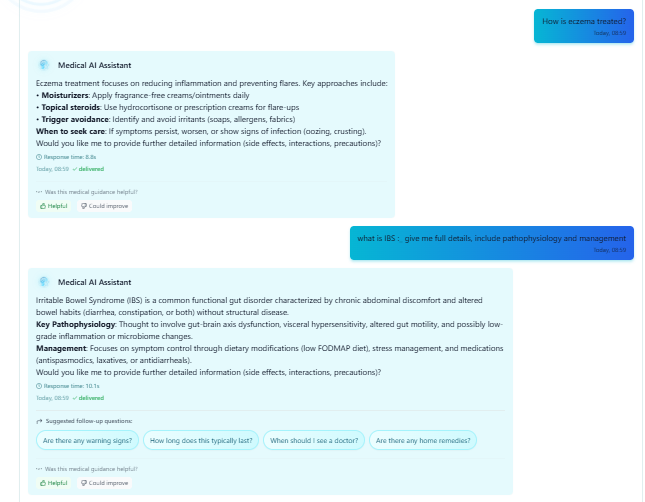 How is eczema treated?
Today, 08:59
Medical AI Assistant
Eczema treatment focuses on reducing inflammation and preventing flares. Key approaches include:
• Moisturizers: Apply fragrance-free creams/ointments daily
• Topical steroids: Use hydrocortisone or prescription creams for flare-ups
• Trigger avoidance: Identify and avoid irritants (soaps, allergens, fabrics)
When to seek care: If symptoms persist, worsen, or show signs of infection (oozing, crusting).
Would you like me to provide further detailed information (side effects, interactions, precautions)?
Response time: 8.8s
Today, 08:59 ✓ delivered
Was this medical guidance helpful?
Helpful Could improve
what is IBS : give me full details, include pathophysiology and management
Today, 08:59
Medical AI Assistant
Irritable Bowel Syndrome (IBS) is a common functional gut disorder characterized by chronic abdominal discomfort and altered
bowel habits (diarrhea, constipation, or both) without structural disease.
Key Pathophysiology: Thought to involve gut-brain axis dysfunction, visceral hypersensitivity, altered gut motility, and possibly low-
grade inflammation or microbiome changes.
Management: Focuses on symptom control through dietary modifications (low FODMAP diet), stress management, and medications
(antispasmodics, laxatives, or antidiarrheals).
Would you like me to provide further detailed information (side effects, interactions, precautions)?
Response time: 10.1s
Today, 08:59 ✓ delivered
Suggested follow-up questions:
Are there any warning signs? How long does this typically last? When should I see a doctor? Are there any home remedies?
Was this medical guidance helpful?
Helpful Could improve